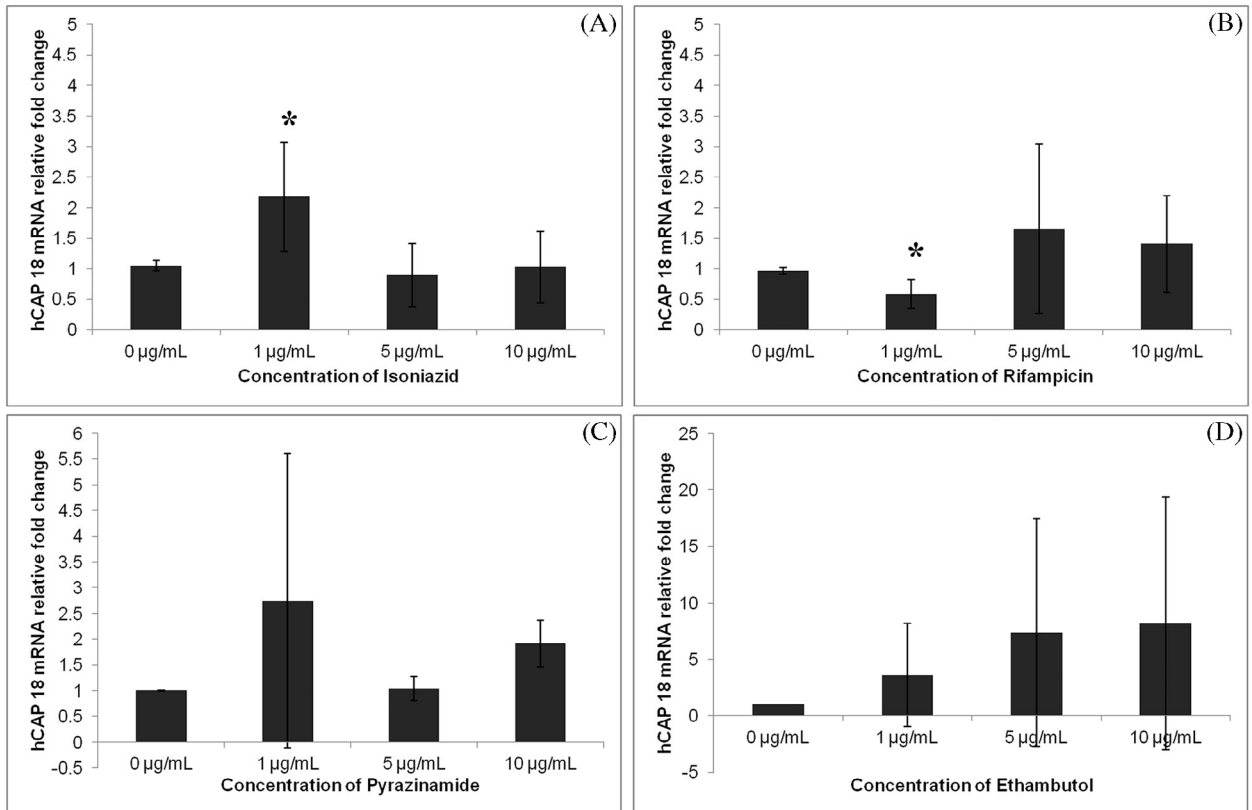 (A)
hCAP 18 mRNA relative fold change
5
4.5
4
3.5
3
2.5
2
1.5
1
0.5
0
*
0 µg/mL 1 µg/mL 5 µg/mL 10 µg/mL
Concentration of Isoniazid
(B)
hCAP 18 mRNA relative fold change
5
4.5
4
3.5
3
2.5
2
1.5
1
0.5
0
*
0 µg/mL 1 µg/mL 5 µg/mL 10 µg/mL
Concentration of Rifampicin
(C)
hCAP 18 mRNA relative fold change
6
5.5
5
4.5
4
3.5
3
2.5
2
1.5
1
0.5
0
-0.5
0 µg/mL 1 µg/mL 5 µg/mL 10 µg/mL
Concentration of Pyrazinamide
(D)
hCAP 18 mRNA relative fold change
25
20
15
10
5
0
-5
0 µg/mL 1 µg/mL 5 µg/mL 10 µg/mL
Concentration of Ethambutol